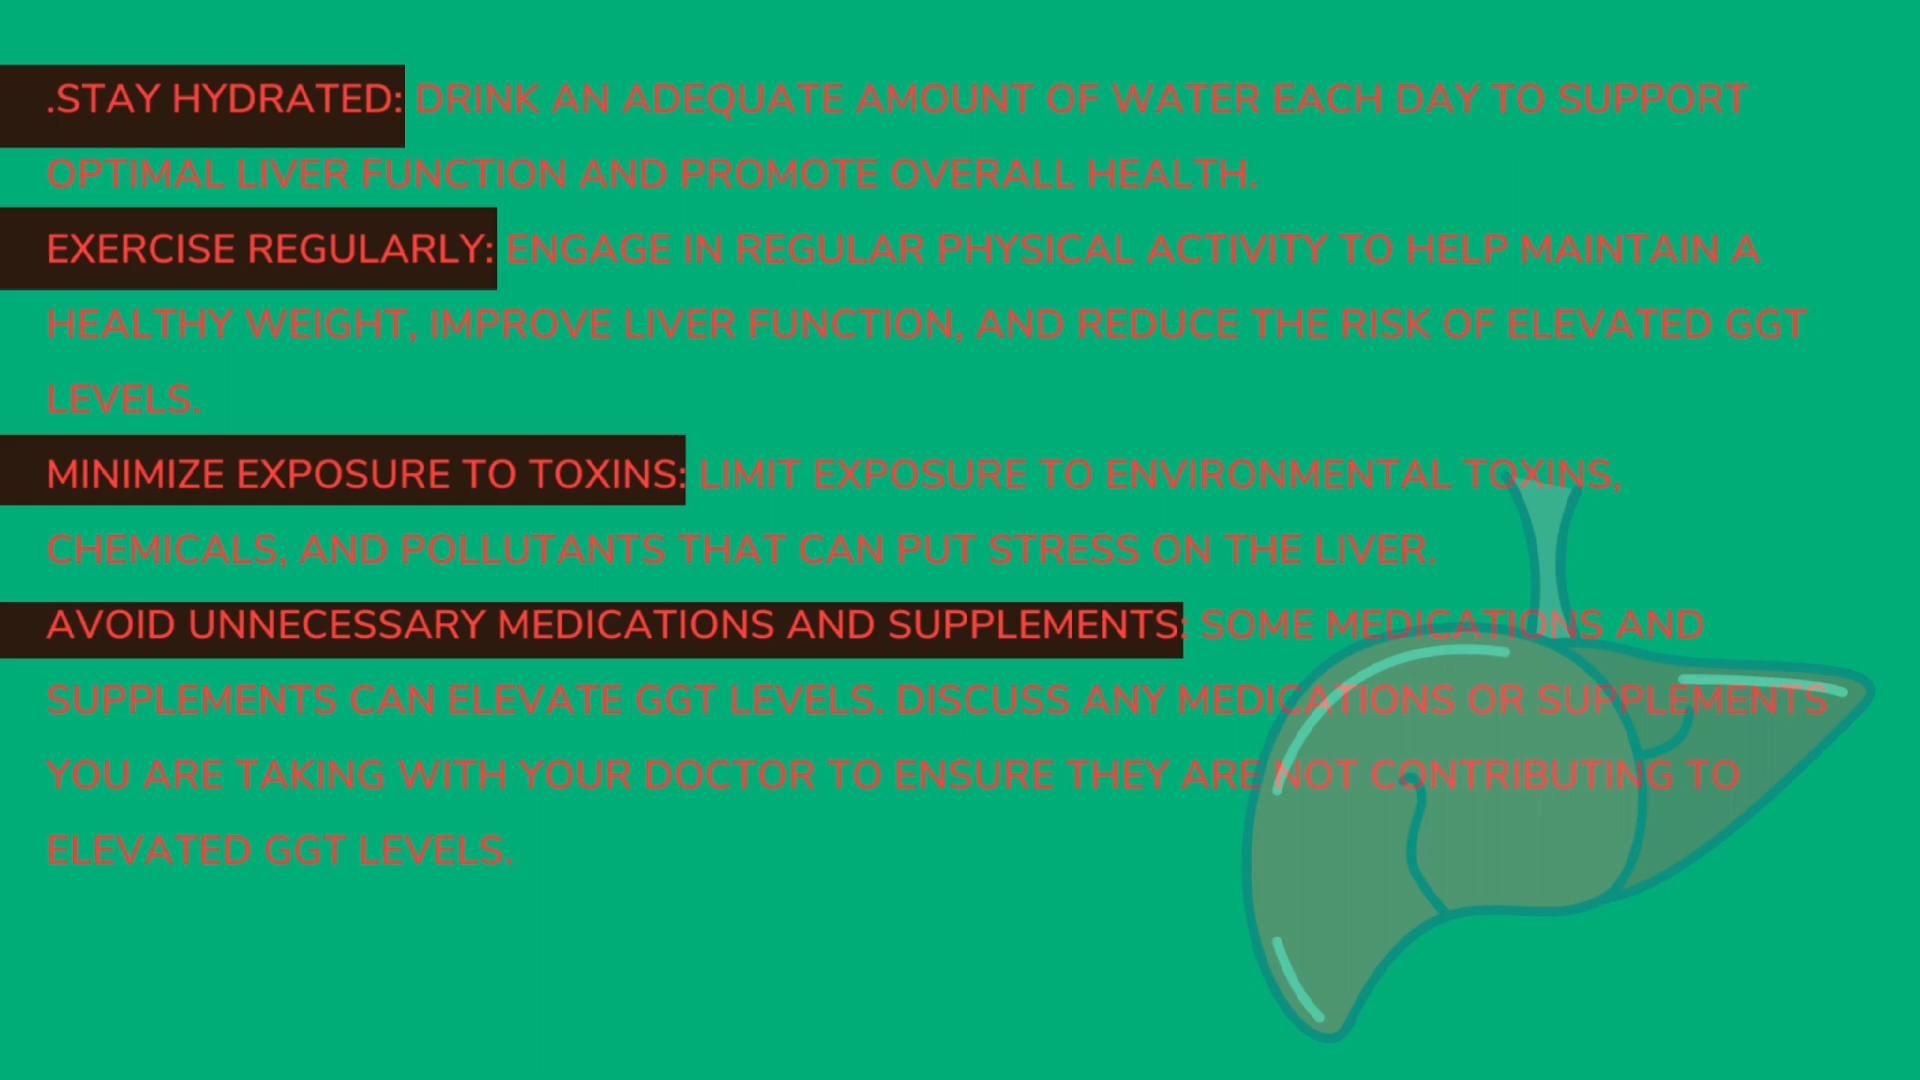 .STAY HYDRATED: DRINK AN ADEQUATE AMOUNT OF WATER EACH DAY TO SUPPORT
OPTIMAL LIVER FUNCTION AND PROMOTE OVERALL HEALTH.
EXERCISE REGULARLY: ENGAGE IN REGULAR PHYSICAL ACTIVITY TO HELP MAINTAIN A
HEALTHY WEIGHT, IMPROVE LIVER FUNCTION, AND REDUCE THE RISK OF ELEVATED GGT
LEVELS.
MINIMIZE EXPOSURE TO TOXINS: LIMIT EXPOSURE TO ENVIRONMENTAL TOXINS,
CHEMICALS, AND POLLUTANTS THAT CAN PUT STRESS ON THE LIVER.
AVOID UNNECESSARY MEDICATIONS AND SUPPLEMENTS: SOME MEDICATIONS AND
SUPPLEMENTS CAN ELEVATE GGT LEVELS. DISCUSS ANY MEDICATIONS OR SUPPLEMENTS
YOU ARE TAKING WITH YOUR DOCTOR TO ENSURE THEY ARE NOT CONTRIBUTING TO
ELEVATED GGT LEVELS.